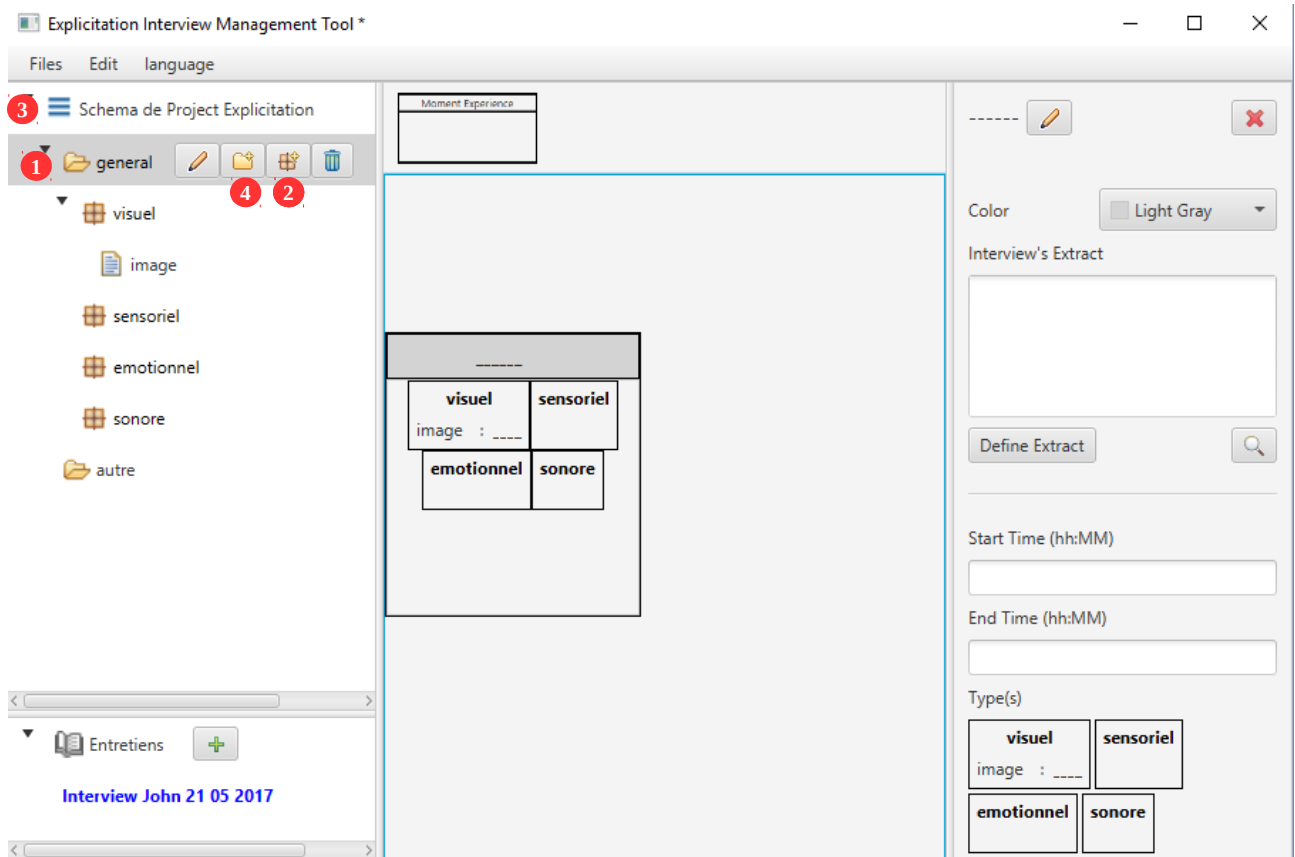 Explicitation Interview Management Tool *
Files Edit language
3 Schema de Project Explicitation
1 general
4 2
visuel
image
sensoriel
emotionnel
sonore
autre
Entretiens
Interview John 21 05 2017
Moment Experience
______
visuel sensoriel
image : ____
emotionnel sonore
------
Color Light Gray
Interview's Extract
Define Extract
Start Time (hh:MM)
End Time (hh:MM)
Type(s)
visuel sensoriel
image : ____
emotionnel sonore